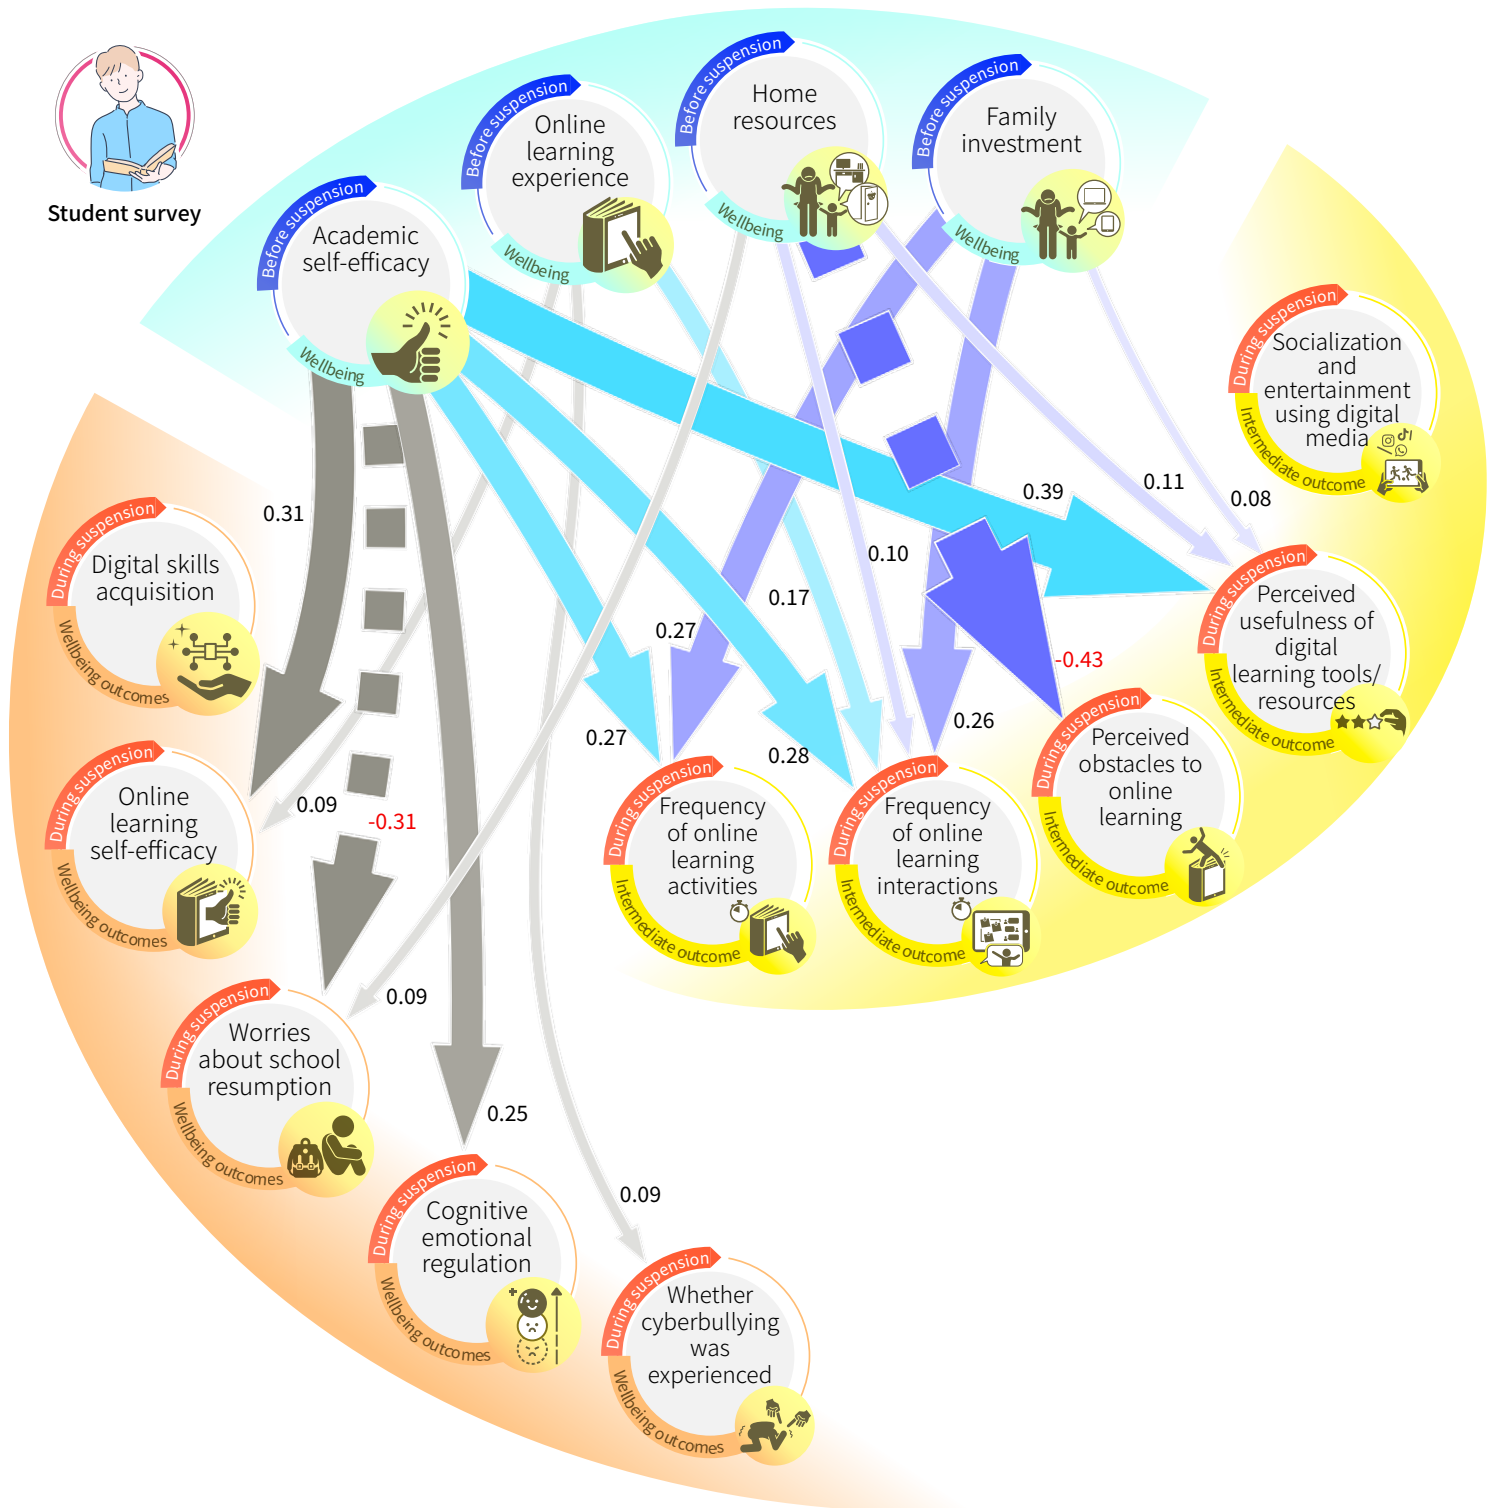 Student survey
Before suspension
Academic
self-efficacy
Wellbeing
Before suspension
Online
learning
experience
Wellbeing
Before suspension
Home
resources
Wellbeing
Before suspension
Family
investment
Wellbeing
During suspension
Socialization
and
entertainment
using digital
media
Intermediate outcome
0.31
0.39
0.11
0.08
0.10
0.17
0.27
-0.43
0.26
0.27
0.28
0.09
-0.31
0.09
0.25
0.09
During suspension
Perceived
usefulness of
digital
learning tools/
resources
Intermediate outcome
During suspension
Perceived
obstacles to
online
learning
Intermediate outcome
During suspension
Frequency
of online
learning
interactions
Intermediate outcome
During suspension
Frequency
of online
learning
activities
Intermediate outcome
During suspension
Digital skills
acquisition
Wellbeing outcomes
During suspension
Online
learning
self-efficacy
Wellbeing outcomes
During suspension
Worries
about school
resumption
Wellbeing outcomes
During suspension
Cognitive
emotional
regulation
Wellbeing outcomes
During suspension
Whether
cyberbullying
was
experienced
Wellbeing outcomes